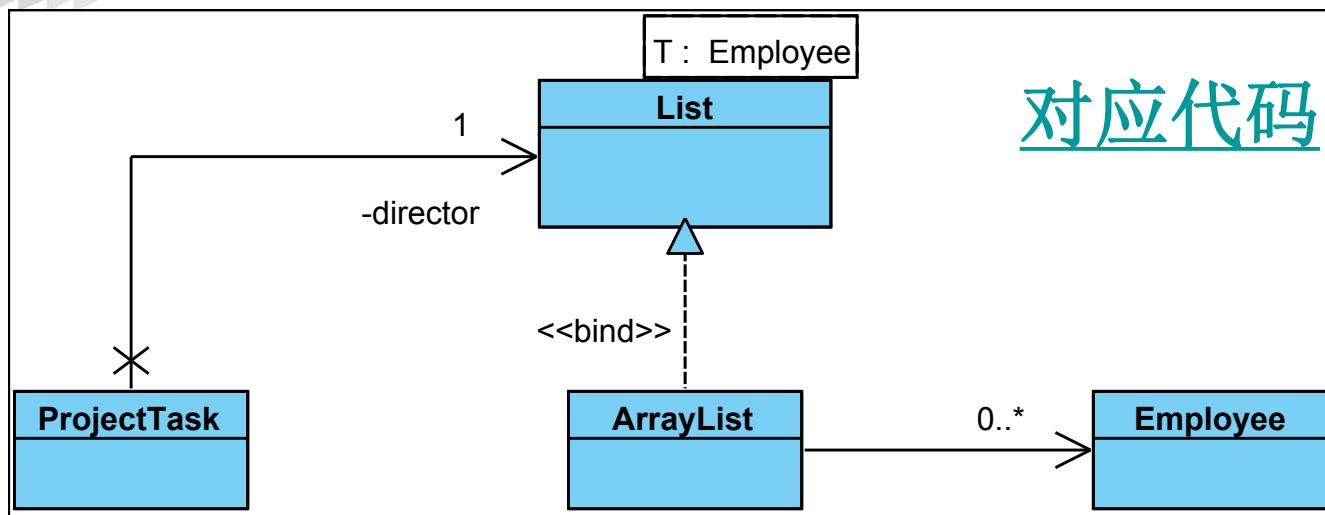 T : Employee
List
对应代码
1
-director
<<bind>>
ProjectTask
ArrayList
0..*
Employee